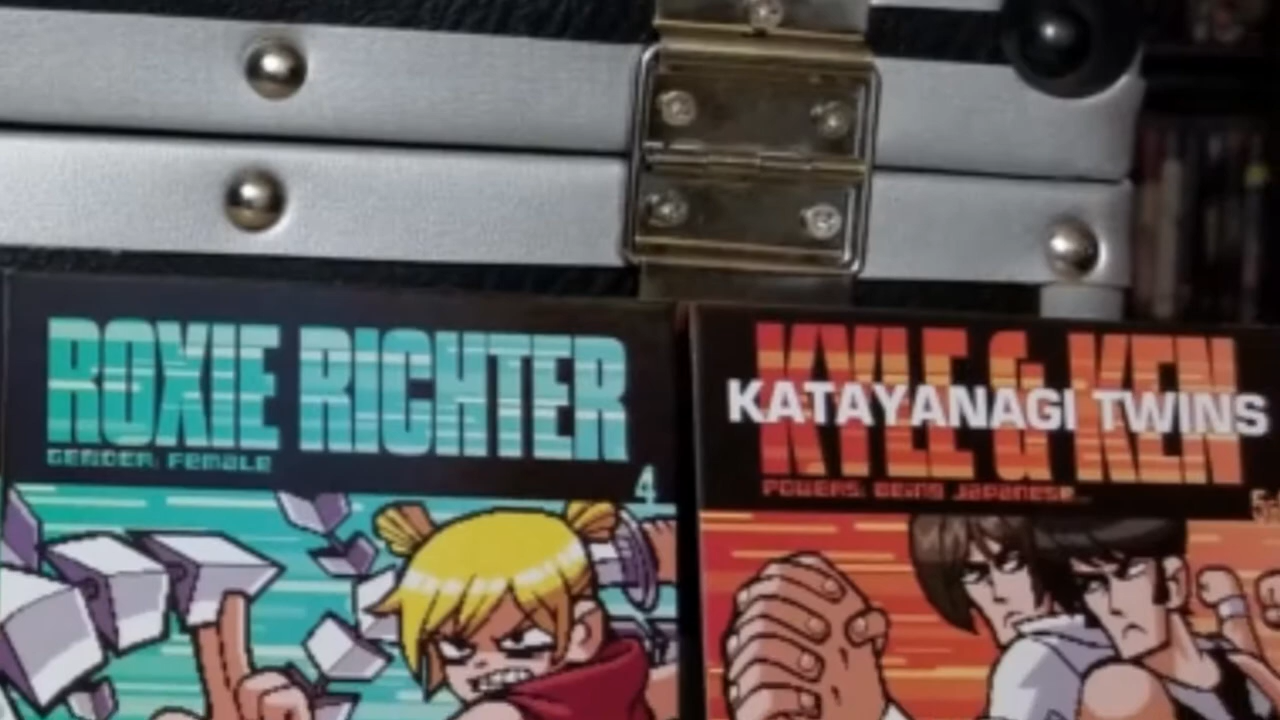 ROXIE RICHTER
GENDER: FEMALE
4
KYLE & KEN
KATAYANAGI TWINS
POWERS: BEING JAPANESE...